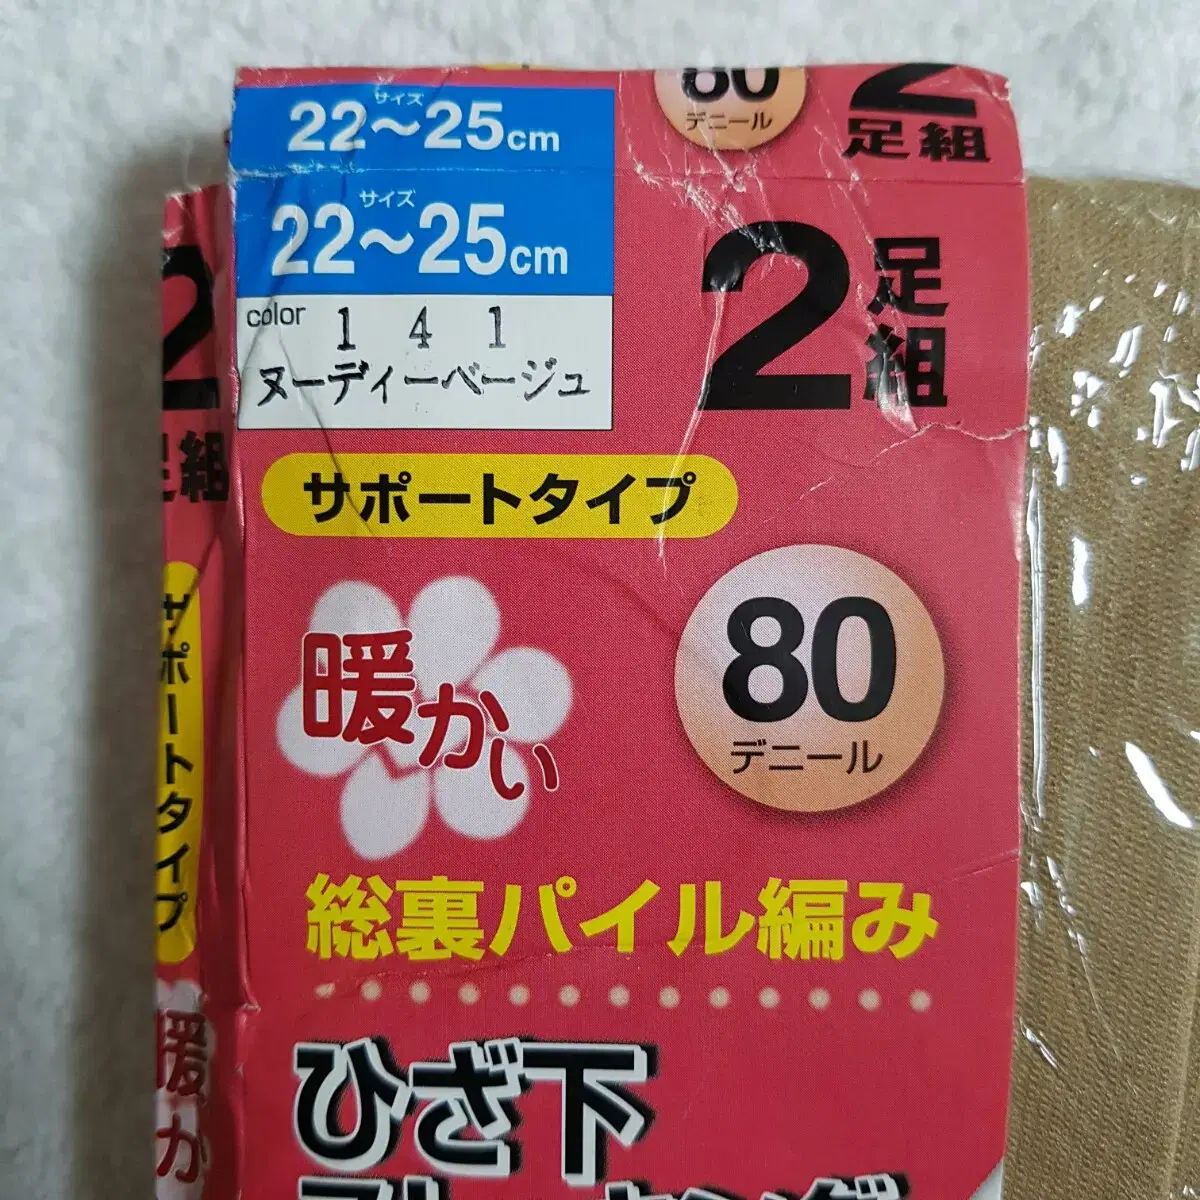 サイズ
22～25cm
80
デニール
2
足組
サイズ
22～25cm
color 141
ヌーディーベージュ
2足組
サポートタイプ
暖かい
80
デニール
総裏パイル編み
ひざ下
2
足組
サポートタイプ
暖か